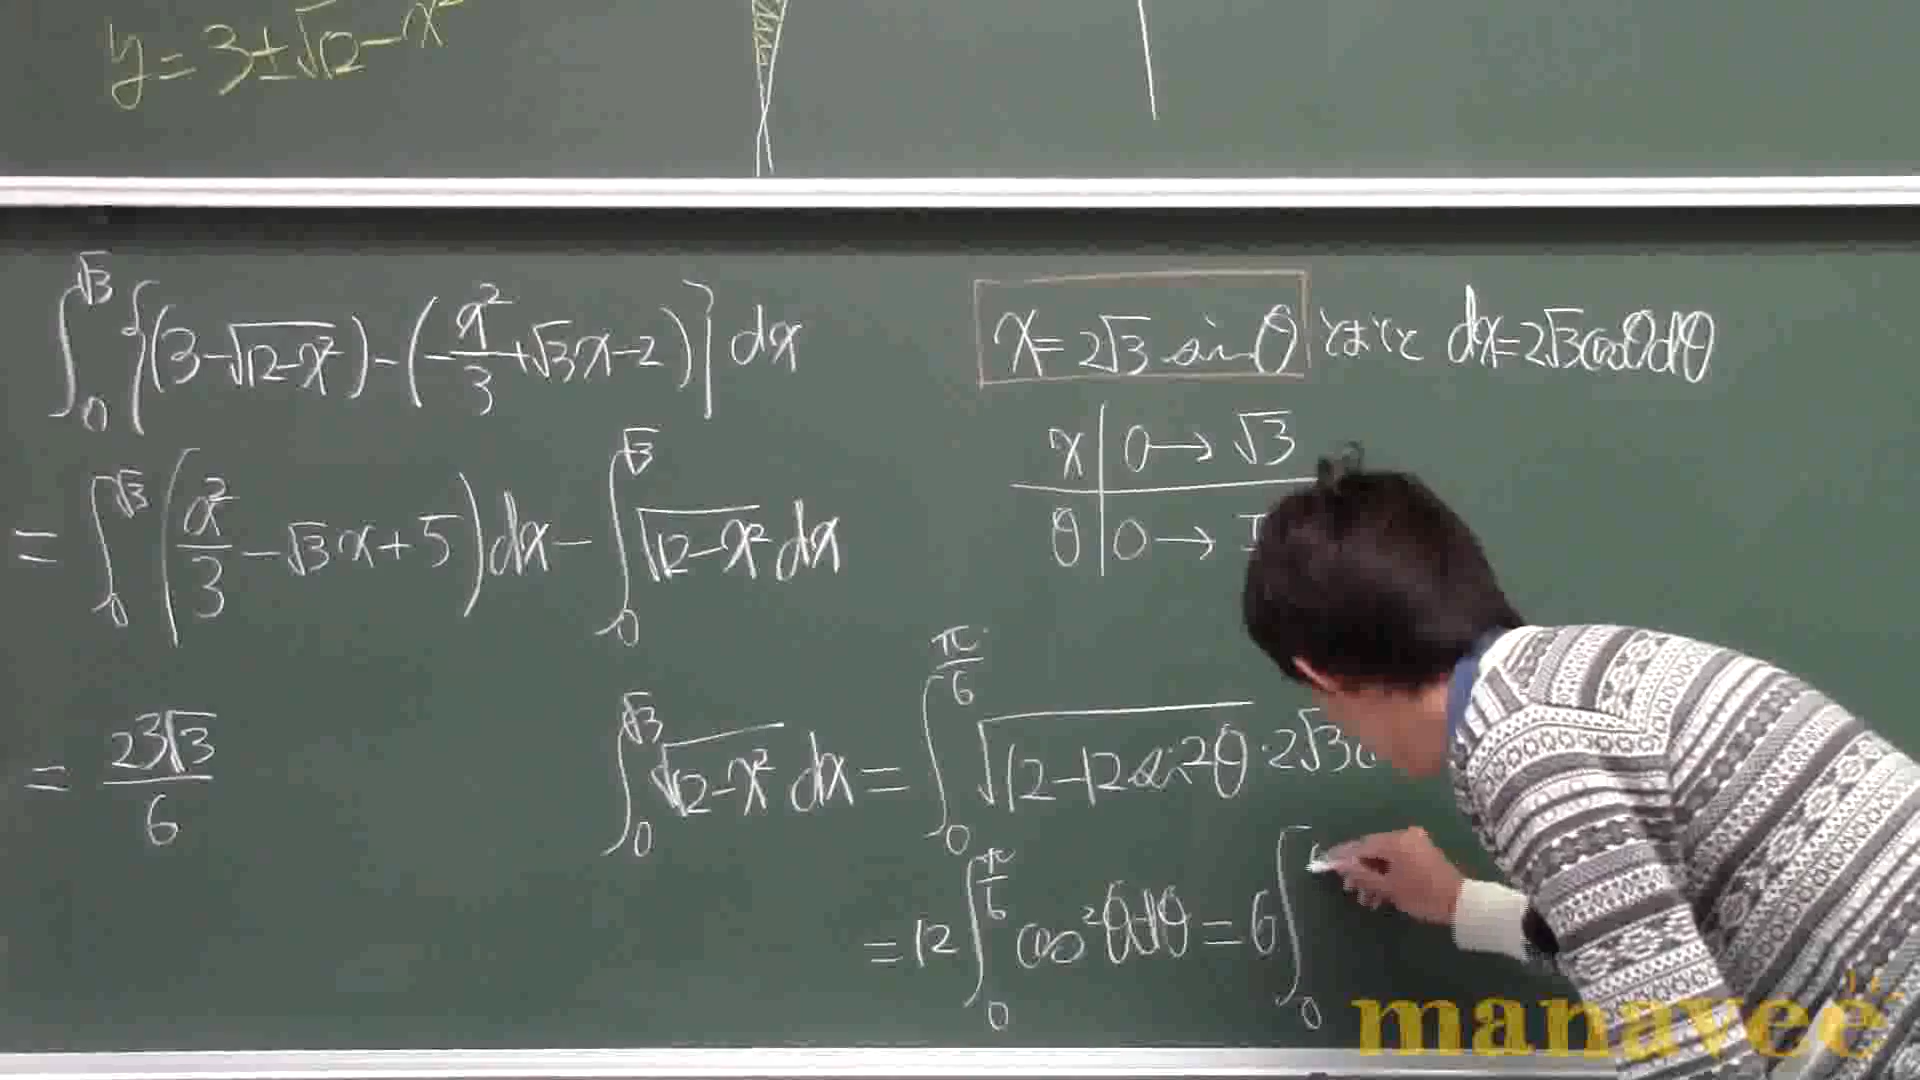 y = 3 ± √12 - x²
∫₀^√3 {(3 - √12 - x²) - (-x²/3 + √3x - 2)} dx
x = 2√3 sinθ とおくと dx = 2√3 cosθdθ
x | 0 → √3
θ | 0 →
= ∫₀^√3 (x²/3 - √3x + 5) dx - ∫₀^√3 √12 - x² dx
= 23√3/6
∫₀^√3 √12 - x² dx = ∫₀^π/6 √12 - 12sin²θ · 2√3
= 12 ∫₀^π/6 cos²θdθ = 6 ∫₀
manavee